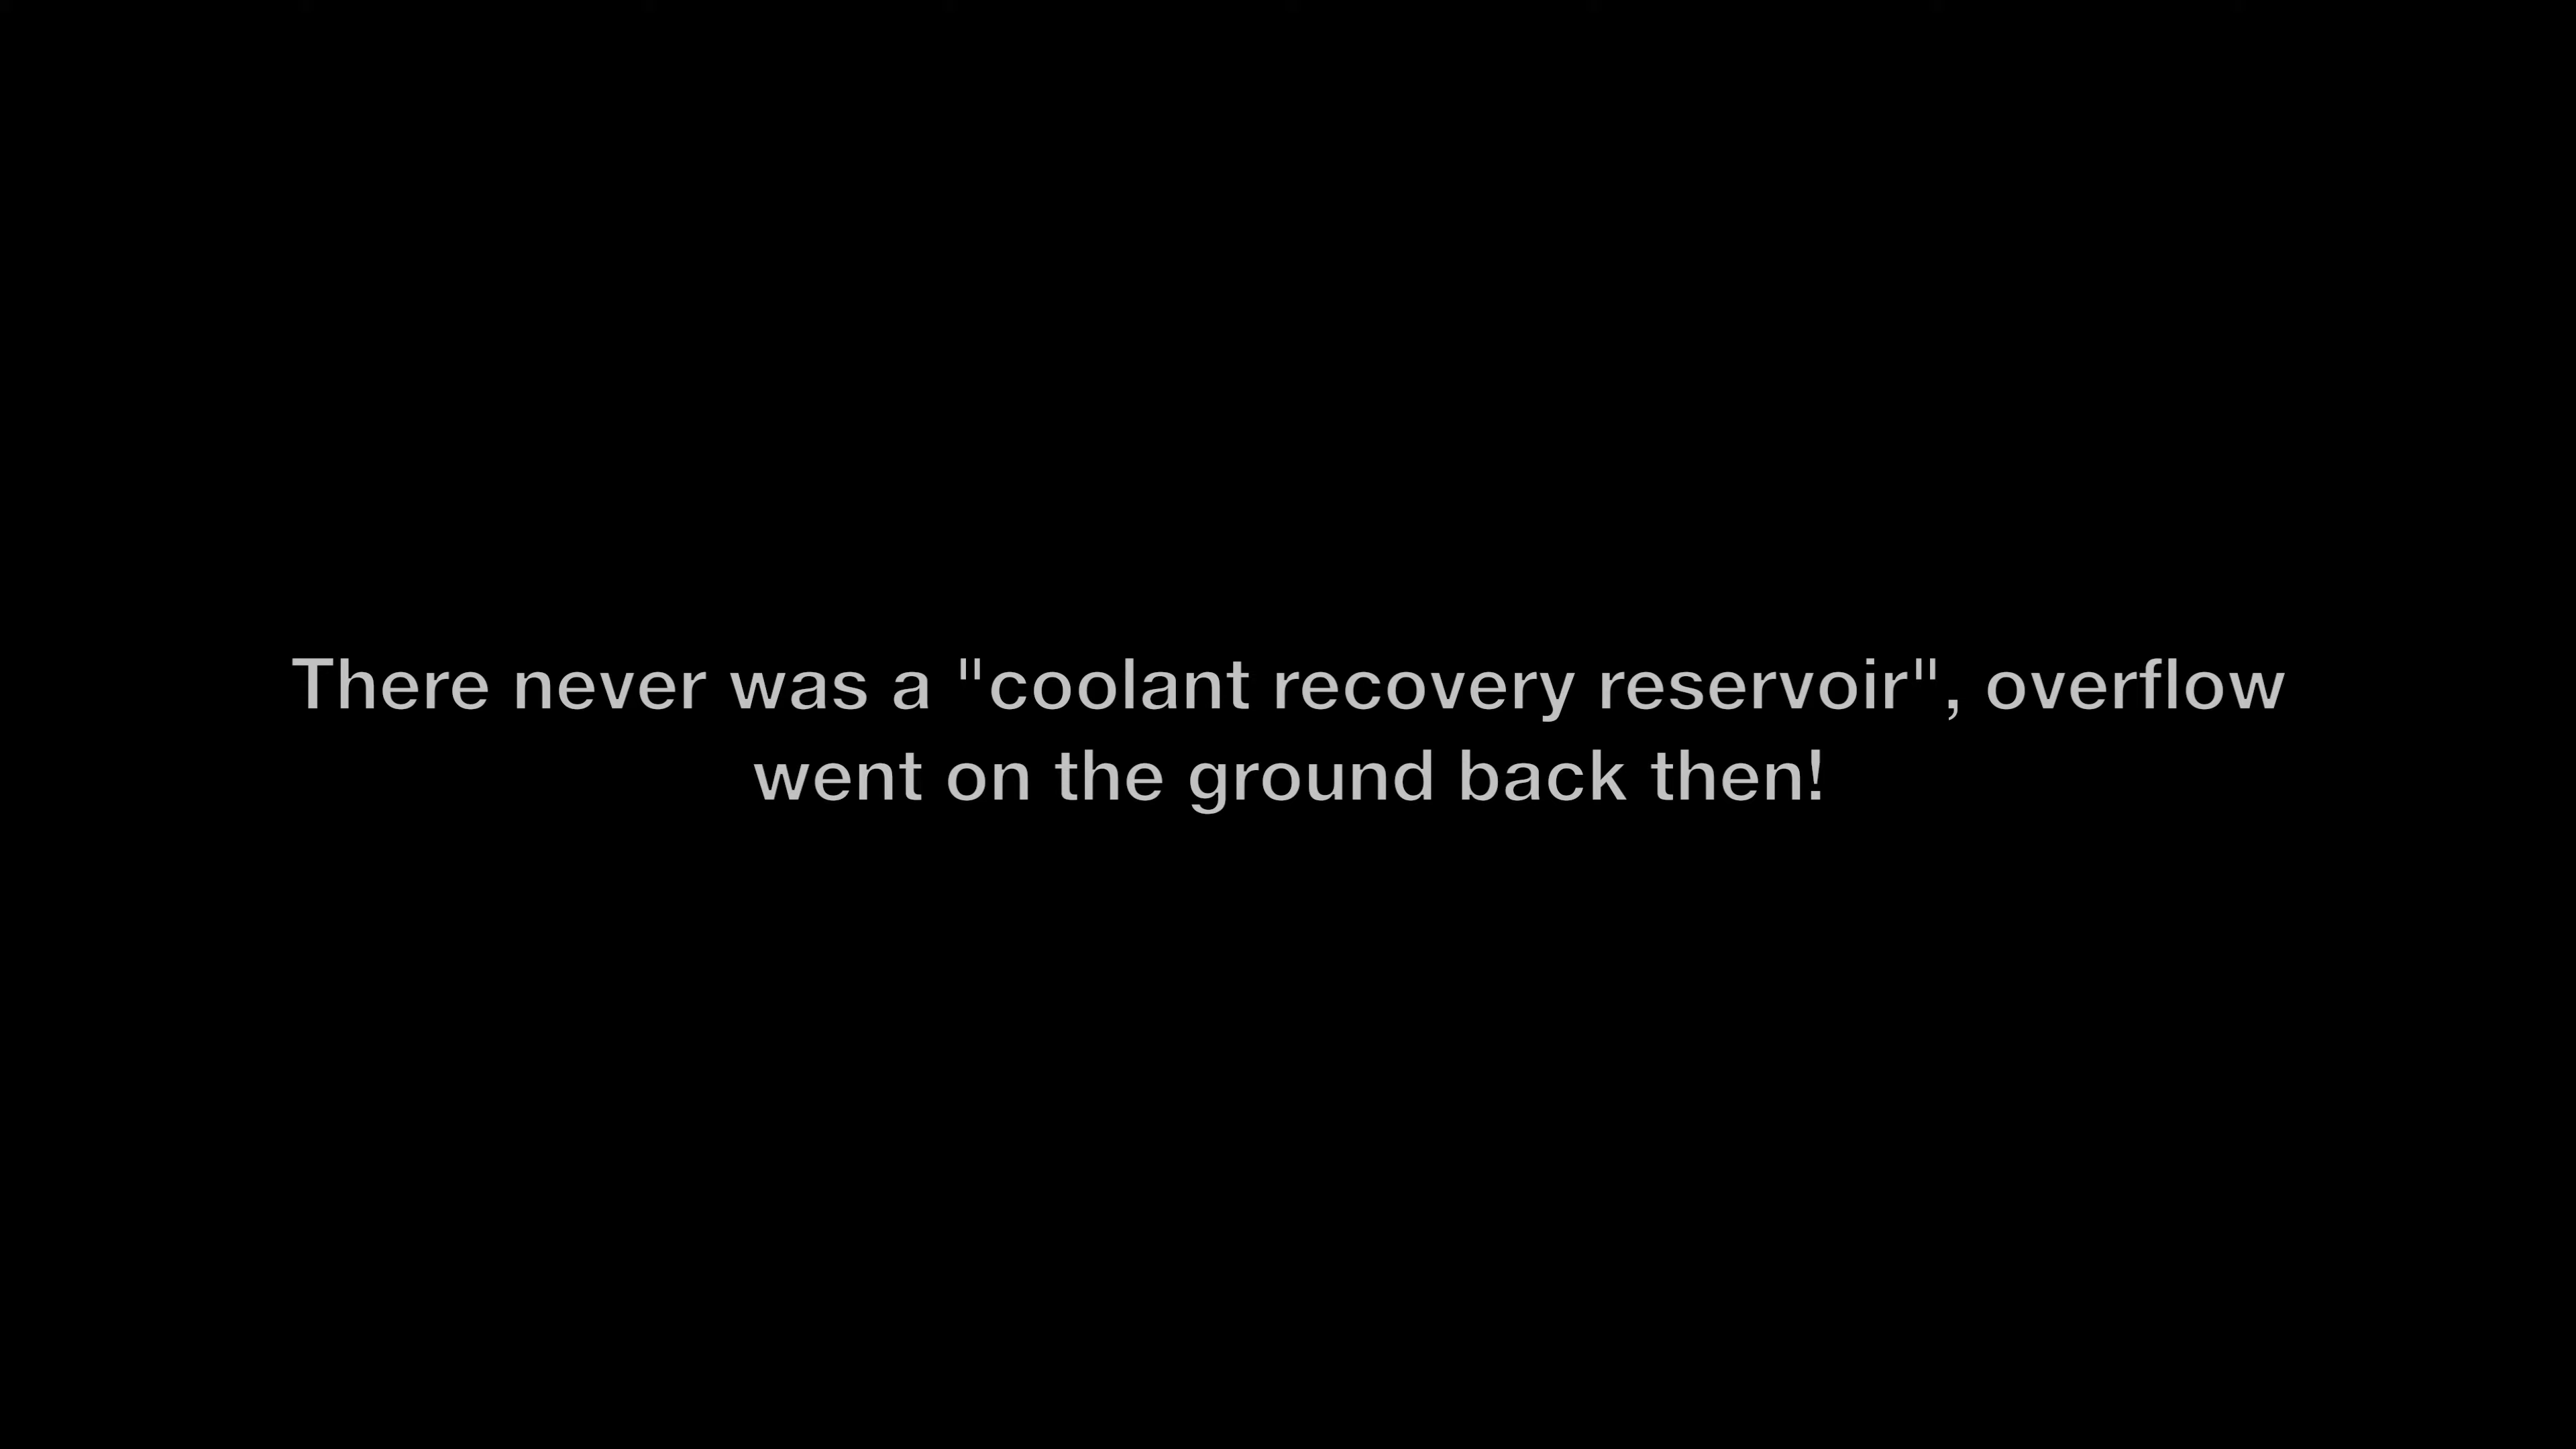 There never was a "coolant recovery reservoir", overflow
went on the ground back then!